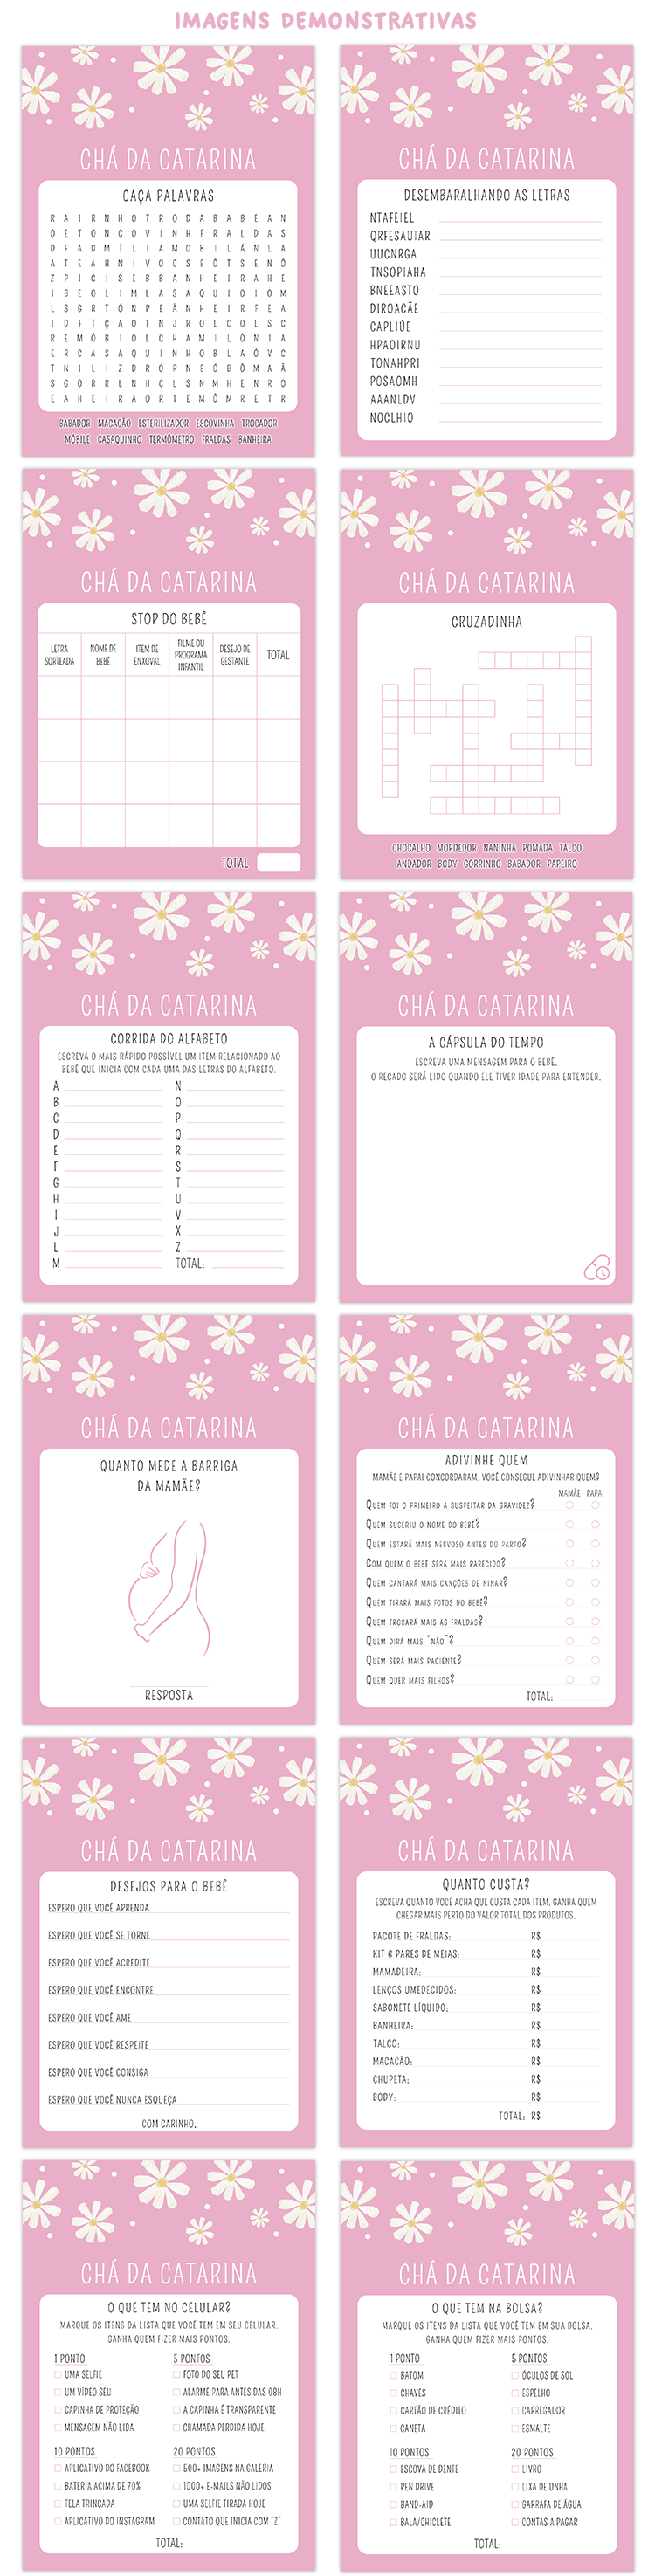 IMAGENS DEMONSTRATIVAS
CHÁ DA CATARINA
CAÇA PALAVRAS
R A I R N H O T R O D A B A B E A N
O E T O N C O V I N H F R A L D A S
D F A D M Í L I A M O B I L Á N L A
A T E A H N I V O C S E Ô T S E N Ô
Z P I C I S E B B A N H E I R A H E
I B E O L I M L A S A Q U I O I O M
L S G R T Ô N P E Â N H E I R F E A
I D F T Ç A O F N J R O L C O L S C
R E M Ó B I O L C H A M I L Ô N I A
E R C A S A Q U I N H O B L A Ó V C
T N I L I Z D R O R N E Ô B Ô M A Ã
S G O R R L N H C L S N M H E N R O
E A H E I R A O R T E M Ô M R E T R
BABADOR MACACÃO ESTERILIZADOR ESCOVINHA TROCADOR
MÓBILE CASAQUINHO TERMÔMETRO FRALDAS BANHEIRA
CHÁ DA CATARINA
DESEMBARALHANDO AS LETRAS
NTAFEIEL
QRFESAUIAR
UUCNRGA
TNSOPIAHA
BNEEASTO
DIROACÃE
CAPLIÚE
HPAOIRNU
TONAHPRI
POSAOMH
AAANLDV
NOCLHIO
CHÁ DA CATARINA
STOP DO BEBÊ
LETRA SORTEADA
NOME DE BEBÊ
ITEM DE ENXOVAL
FILME OU PROGRAMA INFANTIL
DESEJO DE GESTANTE
TOTAL
TOTAL
CHÁ DA CATARINA
CRUZADINHA
CHOCALHO MORDEDOR NANINHA POMADA TALCO
ANDADOR BODY GORRINHO BABADOR PAPEIRO
CHÁ DA CATARINA
CORRIDA DO ALFABETO
ESCREVA O MAIS RÁPIDO POSSÍVEL UM ITEM RELACIONADO AO
BEBÊ QUE INICIA COM CADA UMA DAS LETRAS DO ALFABETO.
A N
B O
C P
D Q
E R
F S
G T
H U
I V
J X
L Z
M TOTAL:
CHÁ DA CATARINA
A CÁPSULA DO TEMPO
ESCREVA UMA MENSAGEM PARA O BEBÊ.
O RECADO SERÁ LIDO QUANDO ELE TIVER IDADE PARA ENTENDER.
CHÁ DA CATARINA
QUANTO MEDE A BARRIGA
DA MAMÃE?
RESPOSTA
CHÁ DA CATARINA
ADIVINHE QUEM
MAMÃE E PAPAI CONCORDARAM, VOCÊ CONSEGUE ADIVINHAR QUEM?
MAMÃE PAPAI
QUEM FOI O PRIMEIRO A SUSPEITAR DA GRAVIDEZ?
QUEM SUGERIU O NOME DO BEBÊ?
QUEM ESTARÁ MAIS NERVOSO ANTES DO PARTO?
COM QUEM O BEBÊ SERÁ MAIS PARECIDO?
QUEM CANTARÁ MAIS CANÇÕES DE NINAR?
QUEM TIRARÁ MAIS FOTOS DO BEBÊ?
QUEM TROCARÁ MAIS AS FRALDAS?
QUEM DIRÁ MAIS "NÃO"?
QUEM SERÁ MAIS PACIENTE?
QUEM QUER MAIS FILHOS?
TOTAL:
CHÁ DA CATARINA
DESEJOS PARA O BEBÊ
ESPERO QUE VOCÊ APRENDA
ESPERO QUE VOCÊ SE TORNE
ESPERO QUE VOCÊ ACREDITE
ESPERO QUE VOCÊ ENCONTRE
ESPERO QUE VOCÊ AME
ESPERO QUE VOCÊ RESPEITE
ESPERO QUE VOCÊ CONSIGA
ESPERO QUE VOCÊ NUNCA ESQUEÇA
COM CARINHO,
CHÁ DA CATARINA
QUANTO CUSTA?
ESCREVA QUANTO VOCÊ ACHA QUE CUSTA CADA ITEM, GANHA QUEM
CHEGAR MAIS PERTO DO VALOR TOTAL DOS PRODUTOS.
PACOTE DE FRALDAS: R$
KIT 6 PARES DE MEIAS: R$
MAMADEIRA: R$
LENÇOS UMEDECIDOS: R$
SABONETE LÍQUIDO: R$
BANHEIRA: R$
TALCO: R$
MACACÃO: R$
CHUPETA: R$
BODY: R$
TOTAL: R$
CHÁ DA CATARINA
O QUE TEM NO CELULAR?
MARQUE OS ITENS DA LISTA QUE VOCÊ TEM EM SEU CELULAR.
GANHA QUEM FIZER MAIS PONTOS.
1 PONTO
UMA SELFIE
UM VÍDEO SEU
CAPINHA DE PROTEÇÃO
MENSAGEM NÃO LIDA
5 PONTOS
FOTO DO SEU PET
ALARME PARA ANTES DAS 08H
A CAPINHA É TRANSPARENTE
CHAMADA PERDIDA HOJE
10 PONTOS
APLICATIVO DO FACEBOOK
BATERIA ACIMA DE 70%
TELA TRINCADA
APLICATIVO DO INSTAGRAM
20 PONTOS
500+ IMAGENS NA GALERIA
1000+ E-MAILS NÃO LIDOS
UMA SELFIE TIRADA HOJE
CONTATO QUE INICIA COM "Z"
TOTAL:
CHÁ DA CATARINA
O QUE TEM NA BOLSA?
MARQUE OS ITENS DA LISTA QUE VOCÊ TEM EM SUA BOLSA.
GANHA QUEM FIZER MAIS PONTOS.
1 PONTO
BATOM
CHAVES
CARTÃO DE CRÉDITO
CANETA
5 PONTOS
ÓCULOS DE SOL
ESPELHO
CARREGADOR
ESMALTE
10 PONTOS
ESCOVA DE DENTE
PEN DRIVE
BAND-AID
BALA/CHICLETE
20 PONTOS
LIVRO
LIXA DE UNHA
GARRAFA DE ÁGUA
CONTAS A PAGAR
TOTAL: